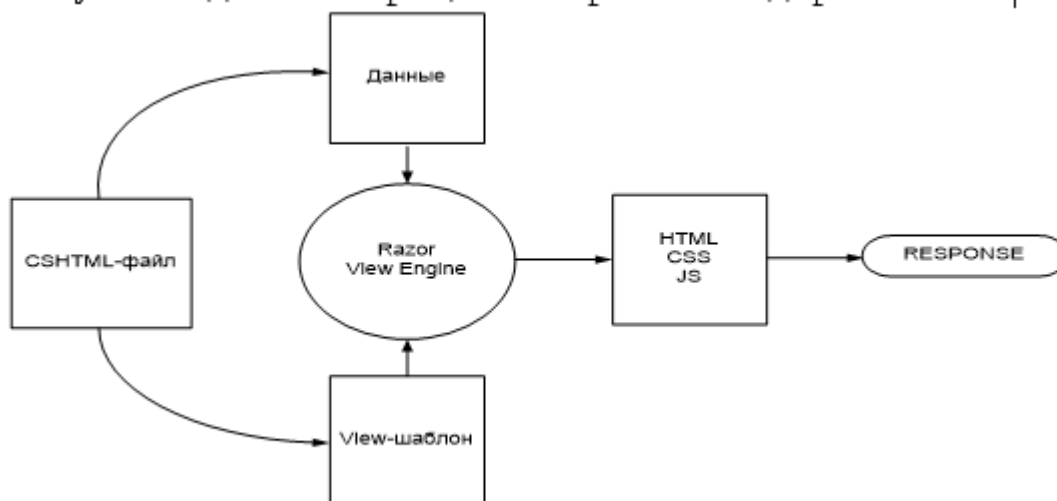 Данные
CSHTML-файл
Razor
View Engine
HTML
CSS
JS
RESPONSE
View-шаблон